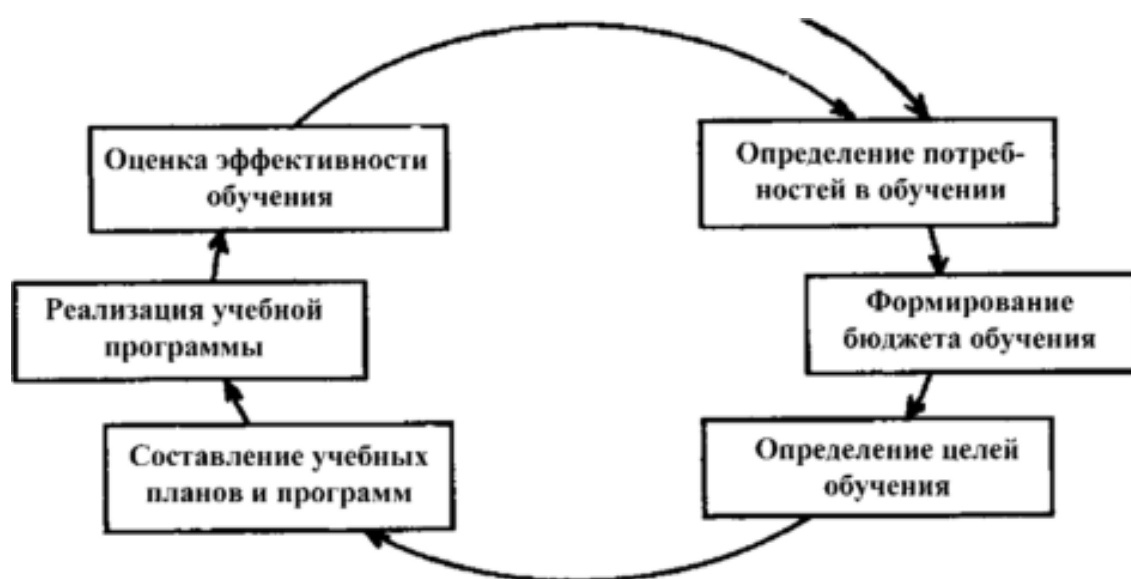 Оценка эффективности
обучения
Определение потреб-
ностей в обучении
Реализация учебной
программы
Формирование
бюджета обучения
Составление учебных
планов и программ
Определение целей
обучения